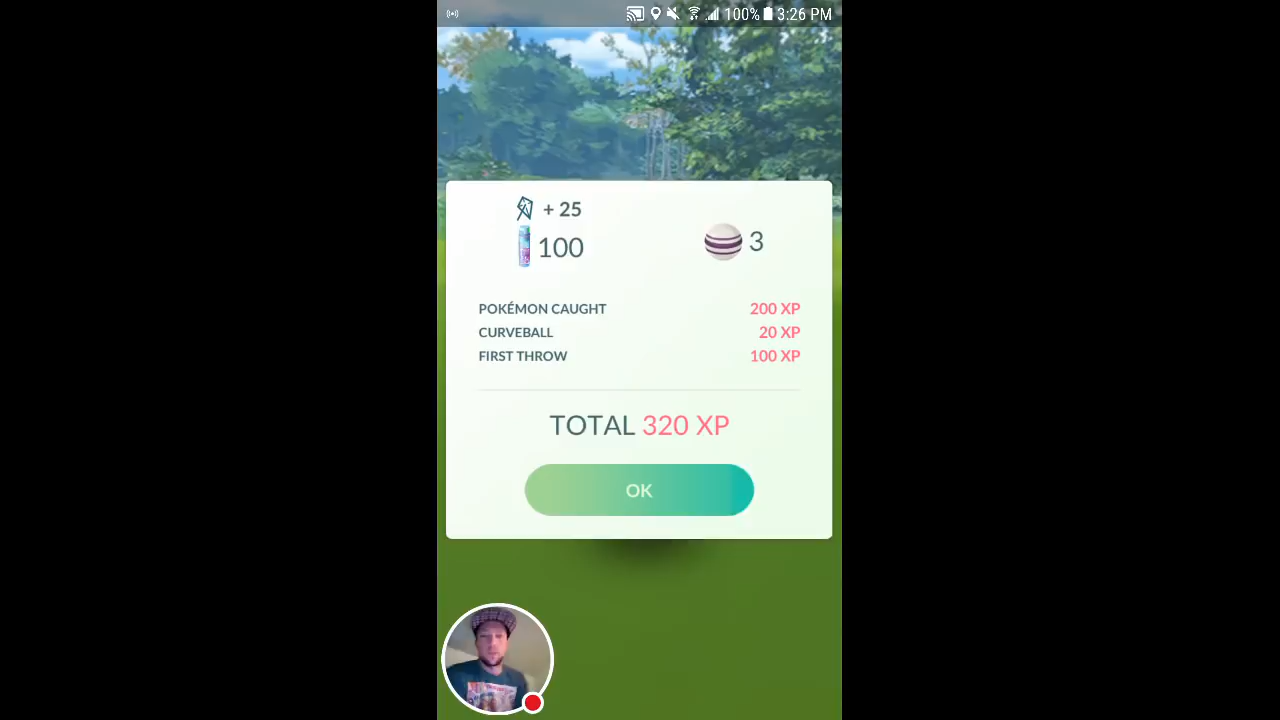 100% 3:26 PM
+ 25
100
3
POKÉMON CAUGHT 200 XP
CURVEBALL 20 XP
FIRST THROW 100 XP
TOTAL 320 XP
OK